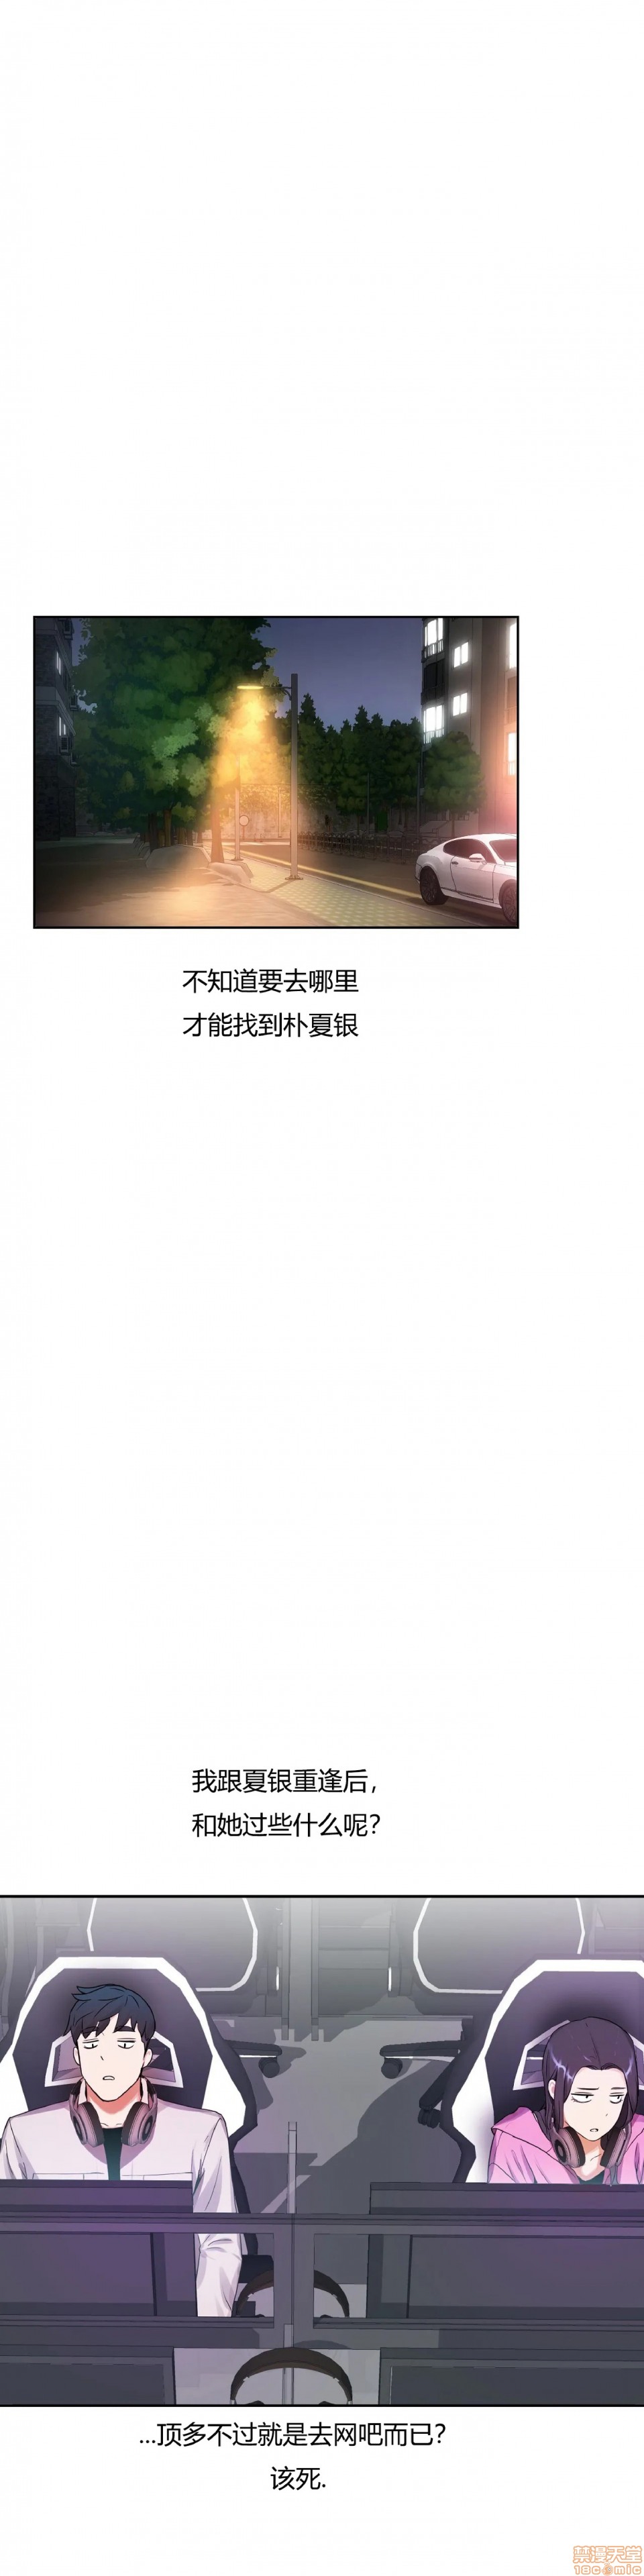 不知道要去哪里
才能找到朴夏银
我跟夏银重逢后，
和她过些什么呢？
...顶多不过就是去网吧而已？
该死.
禁漫天堂
18comic